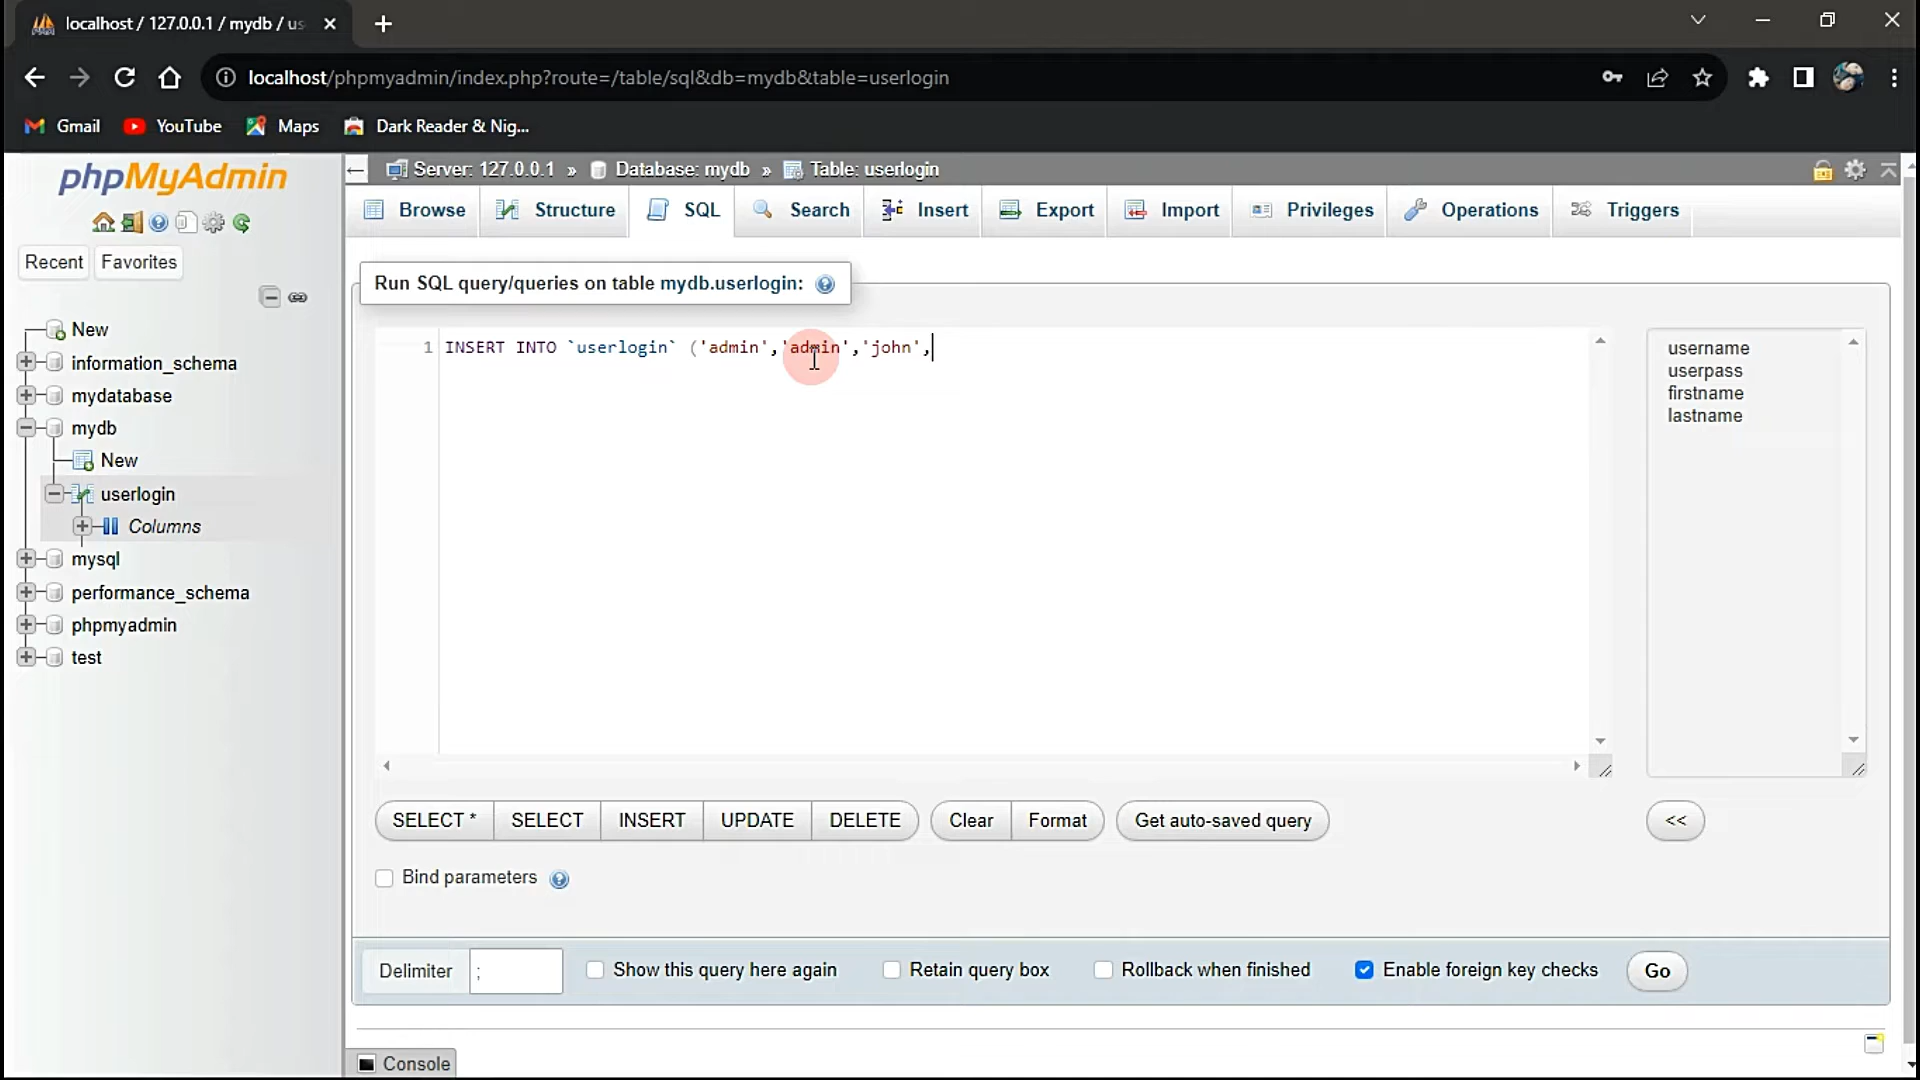 localhost / 127.0.0.1 / mydb / us
localhost/phpmyadmin/index.php?route=/table/sql&db=mydb&table=userlogin
Gmail YouTube Maps Dark Reader & Nig...
phpMyAdmin
Server: 127.0.0.1 » Database: mydb » Table: userlogin
Browse Structure SQL Search Insert Export Import Privileges Operations Triggers
Recent Favorites
Run SQL query/queries on table mydb.userlogin:
New
information_schema
mydatabase
mydb
New
userlogin
Columns
mysql
performance_schema
phpmyadmin
test
1 INSERT INTO `userlogin` ('admin','admin','john',
username
userpass
firstname
lastname
SELECT * SELECT INSERT UPDATE DELETE Clear Format Get auto-saved query <<
Bind parameters
Delimiter ; Show this query here again Retain query box Rollback when finished Enable foreign key checks Go
Console